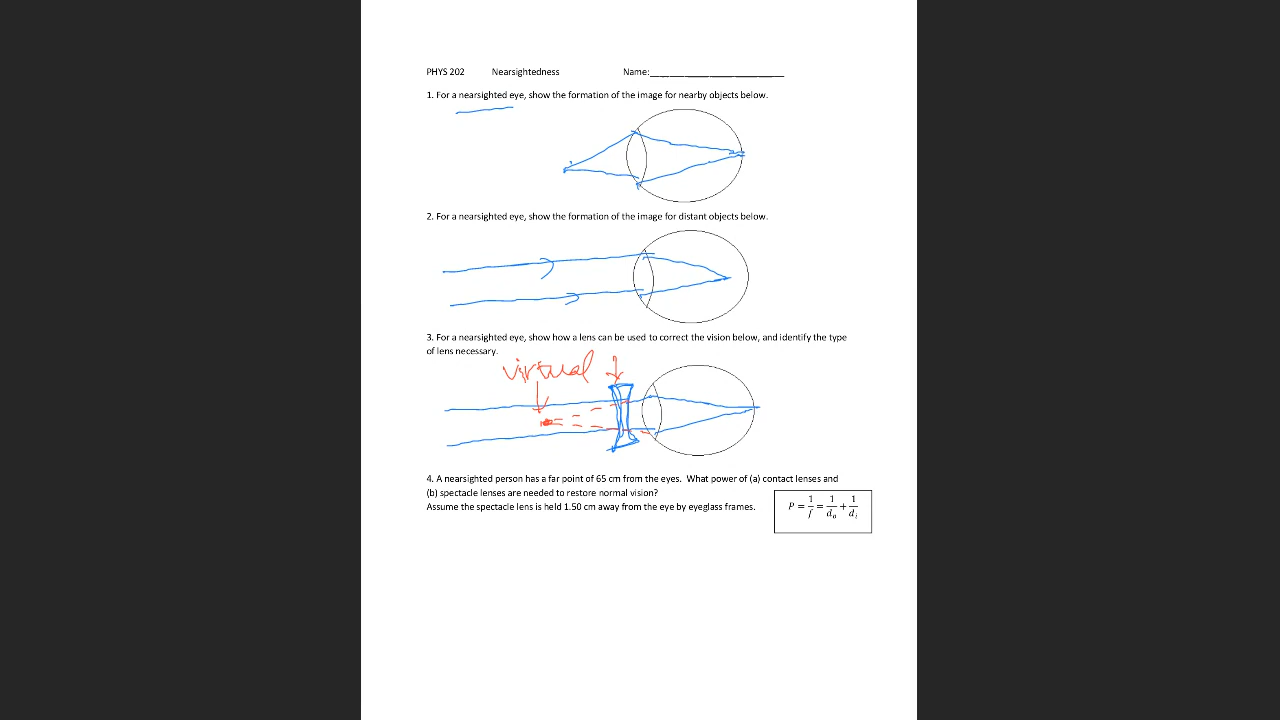 PHYS 202 Nearsightedness Name:____________________________
1. For a nearsighted eye, show the formation of the image for nearby objects below.
2. For a nearsighted eye, show the formation of the image for distant objects below.
3. For a nearsighted eye, show how a lens can be used to correct the vision below, and identify the type
of lens necessary.
virtual
4. A nearsighted person has a far point of 65 cm from the eyes. What power of (a) contact lenses and
(b) spectacle lenses are needed to restore normal vision?
Assume the spectacle lens is held 1.50 cm away from the eye by eyeglass frames.
P = 1/f = 1/dₒ + 1/dᵢ